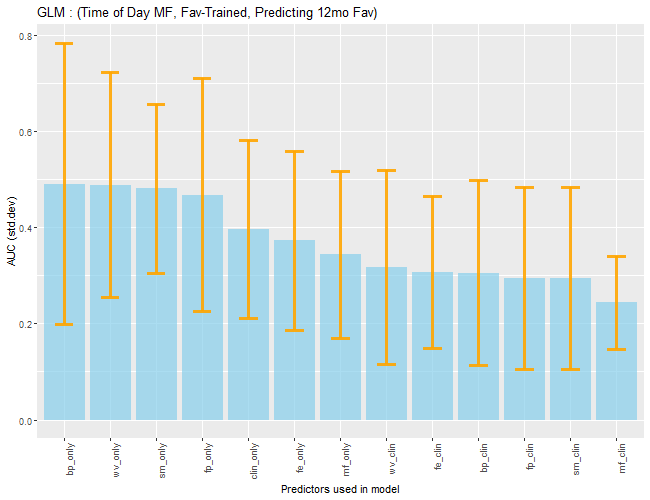 GLM : (Time of Day MF, Fav-Trained, Predicting 12mo Fav)
AUC (std.dev)
0.8
0.6
0.4
0.2
0.0
bp_only
wv_only
sm_only
fp_only
clin_only
fe_only
mf_only
wv_clin
fe_clin
bp_clin
fp_clin
sm_clin
mf_clin
Predictors used in model